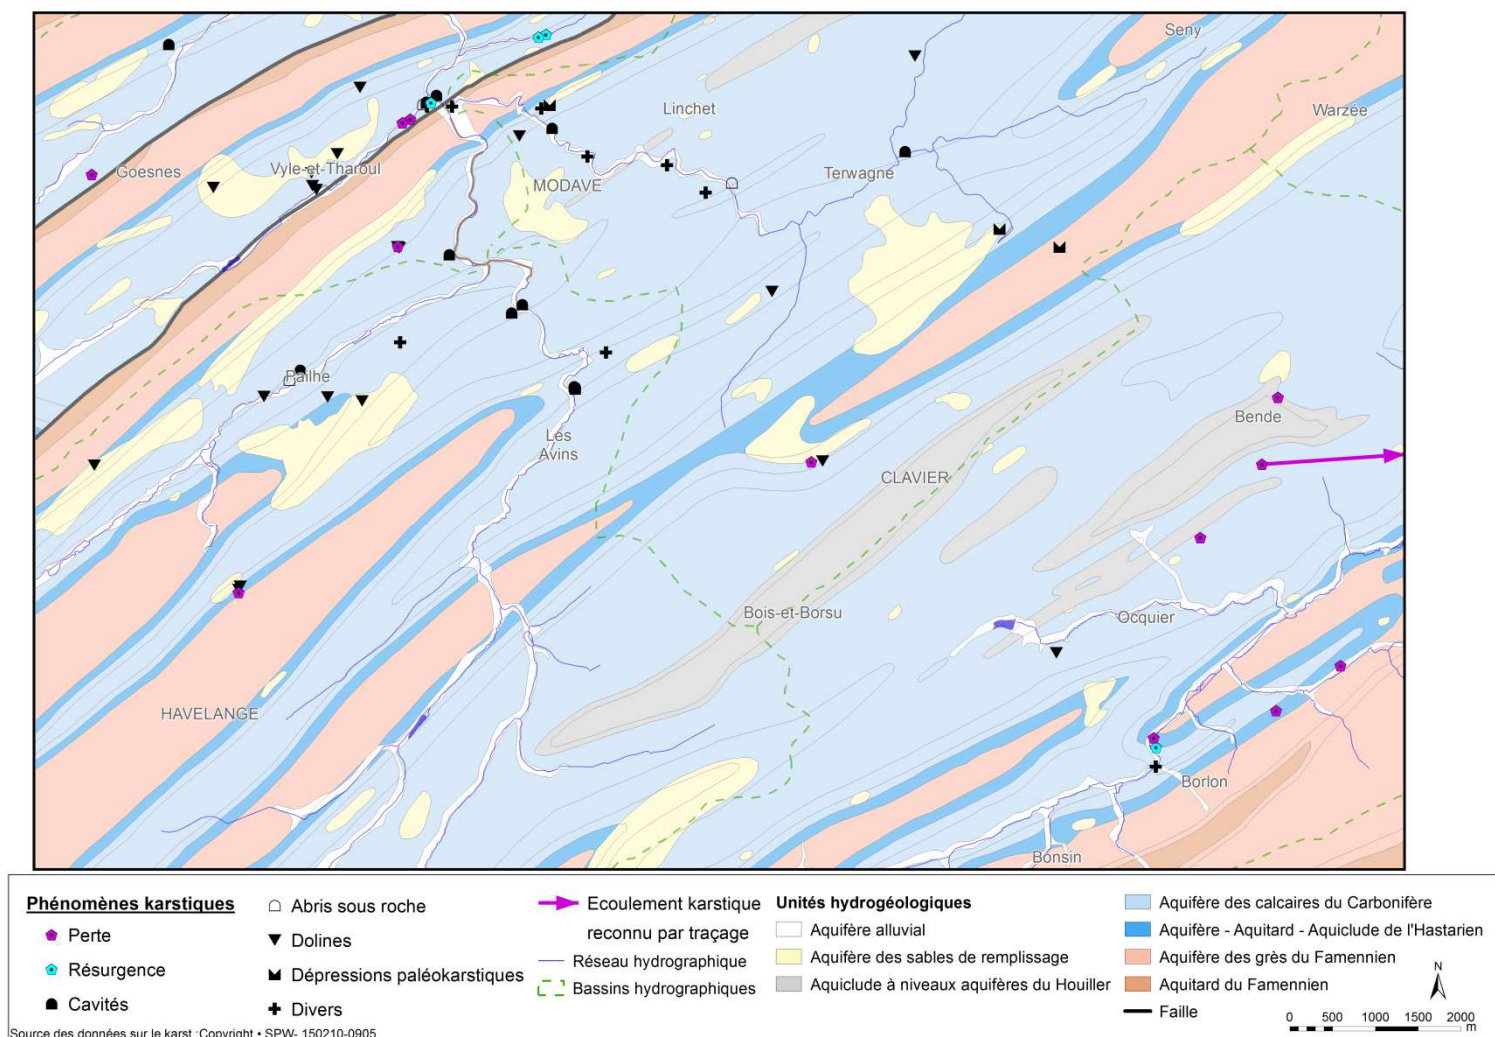 Seny
Linchet
Warzée
Goesnes
Vyle-et-Tharoul
Terwagne
MODAVE
Pailhe
Les
Avins
Bende
CLAVIER
Bois-et-Borsu
Ocquier
HAVELANGE
Borlon
Bonsin
Phénomènes karstiques
Perte
Résurgence
Cavités
Abris sous roche
Dolines
Dépressions paléokarstiques
Divers
Ecoulement karstique
reconnu par traçage
Réseau hydrographique
Bassins hydrographiques
Unités hydrogéologiques
Aquifère alluvial
Aquifère des sables de remplissage
Aquiclude à niveaux aquifères du Houiller
Aquifère des calcaires du Carbonifère
Aquifère - Aquitard - Aquiclude de l'Hastarien
Aquifère des grès du Famennien
Aquitard du Famennien
Faille
N
0 500 1000 1500 2000
m
Source des données sur le karst :Copyright • SPW- 150210-0905